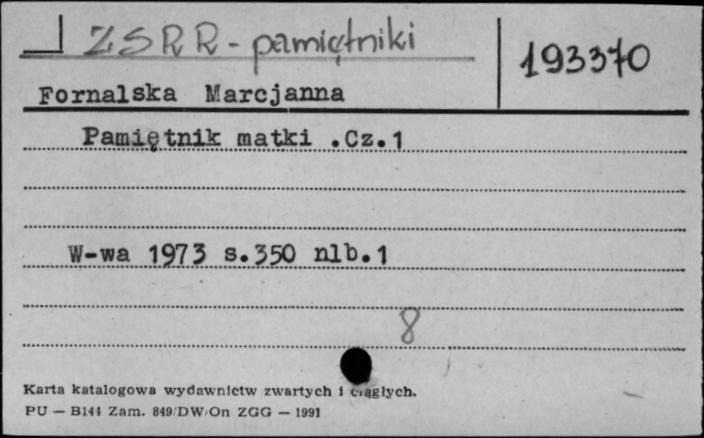 ZSRR - pamiętniki
193370
Fornalska Marcjanna
Pamiętnik matki .Cz.1
W-wa 1973 s.350 nlb.1
8
Karta katalogowa wydawnictw zwartych i ciągłych.
PU — B144 Zam. 849/DW/On ZGG — 1991